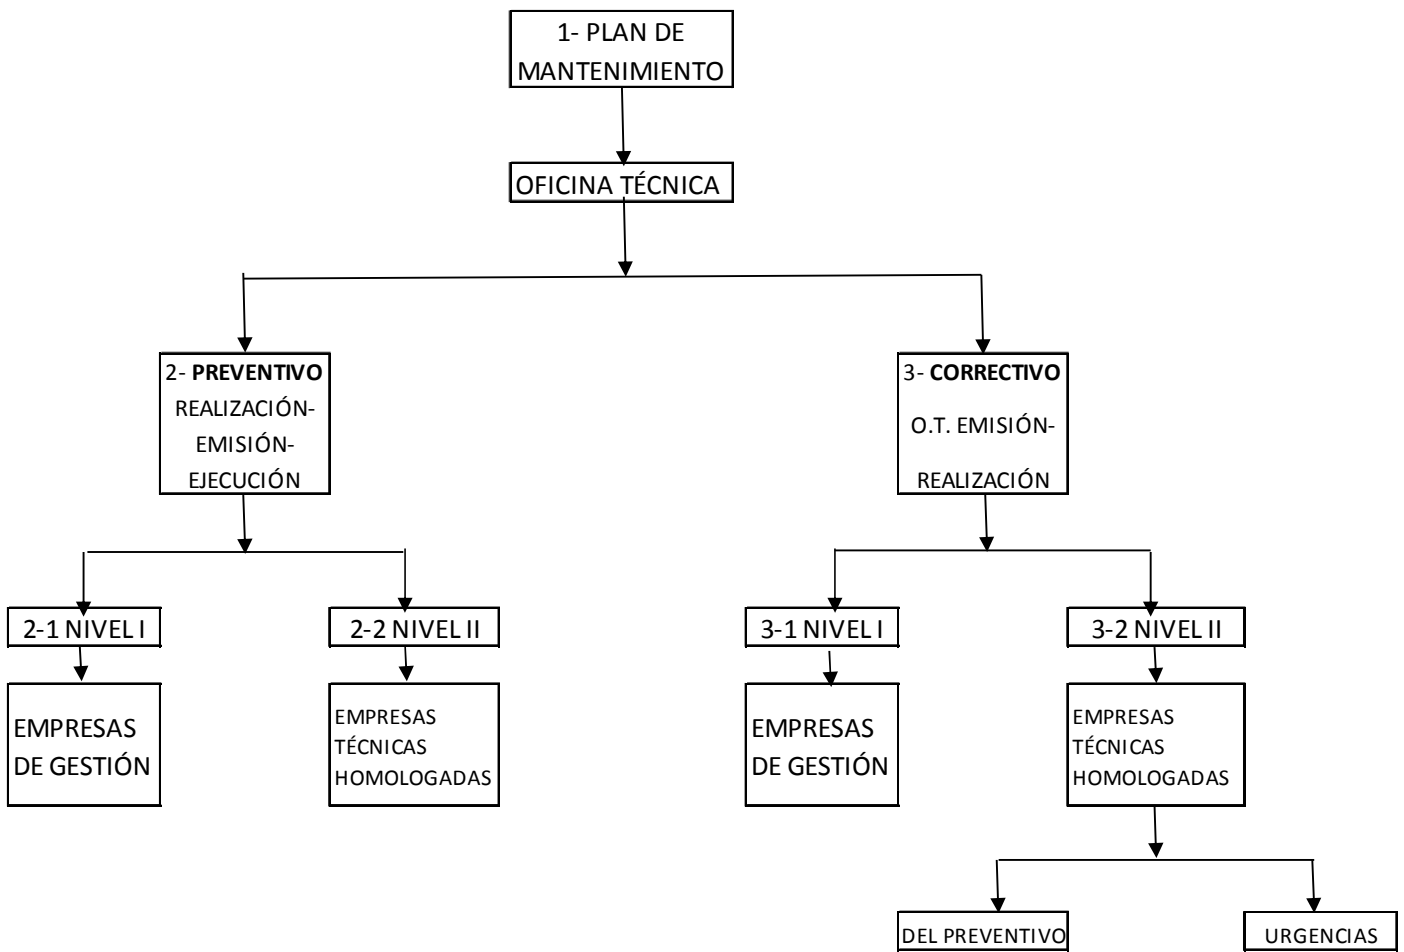 1- PLAN DE
MANTENIMIENTO
OFICINA TÉCNICA
2- PREVENTIVO
REALIZACIÓN-
EMISIÓN-
EJECUCIÓN
3- CORRECTIVO
O.T. EMISIÓN-
REALIZACIÓN
2-1 NIVEL I
2-2 NIVEL II
3-1 NIVEL I
3-2 NIVEL II
EMPRESAS
DE GESTIÓN
EMPRESAS
TÉCNICAS
HOMOLOGADAS
EMPRESAS
DE GESTIÓN
EMPRESAS
TÉCNICAS
HOMOLOGADAS
DEL PREVENTIVO
URGENCIAS